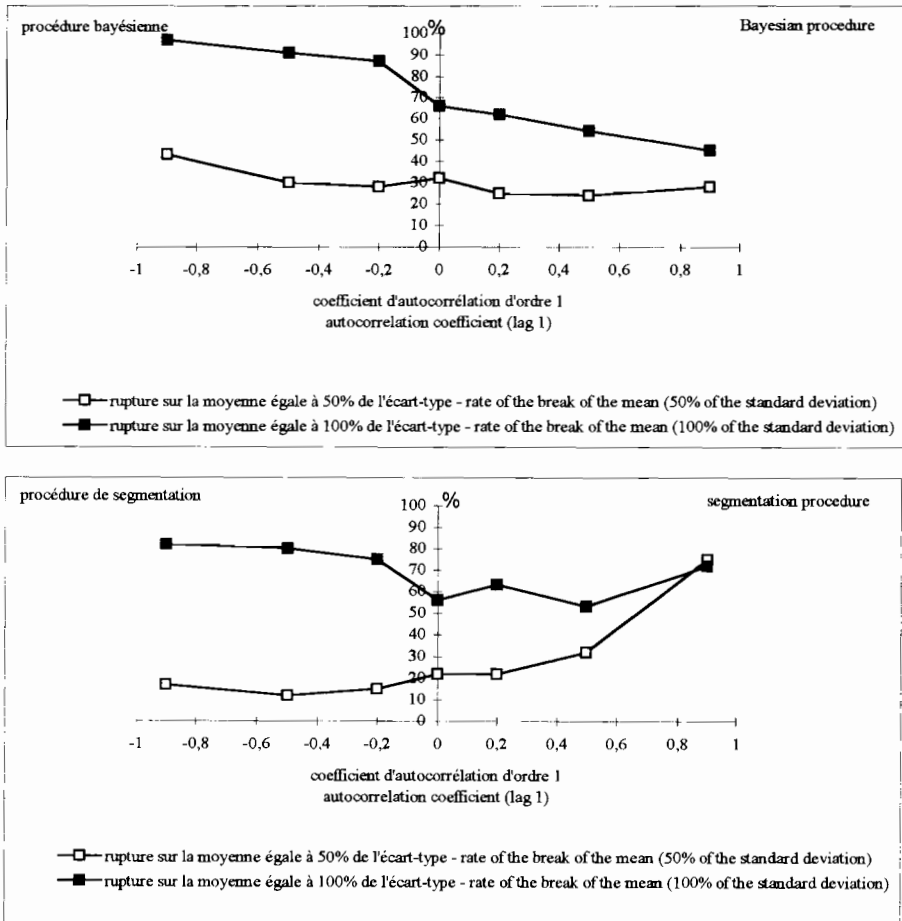 procédure bayésienne
Bayesian procedure
%
100
90
80
70
60
50
40
30
20
10
0
-1 -0,8 -0,6 -0,4 -0,2 0 0,2 0,4 0,6 0,8 1
coefficient d'autocorrélation d'ordre 1
autocorrelation coefficient (lag 1)
rupture sur la moyenne égale à 50% de l'écart-type - rate of the break of the mean (50% of the standard deviation)
rupture sur la moyenne égale à 100% de l'écart-type - rate of the break of the mean (100% of the standard deviation)
procédure de segmentation
segmentation procedure
%
100
90
80
70
60
50
40
30
20
10
0
-1 -0,8 -0,6 -0,4 -0,2 0 0,2 0,4 0,6 0,8 1
coefficient d'autocorrélation d'ordre 1
autocorrelation coefficient (lag 1)
rupture sur la moyenne égale à 50% de l'écart-type - rate of the break of the mean (50% of the standard deviation)
rupture sur la moyenne égale à 100% de l'écart-type - rate of the break of the mean (100% of the standard deviation)